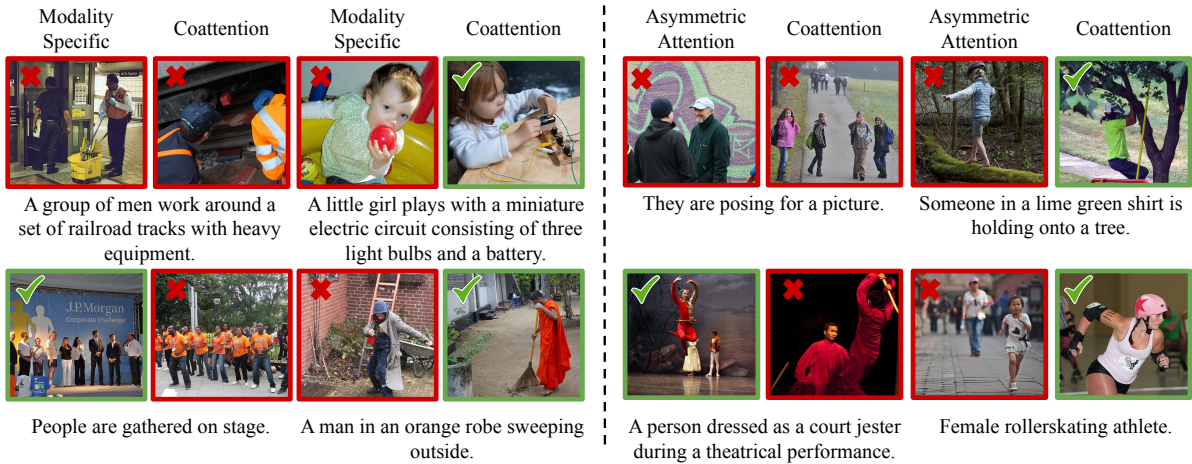 Modality Specific
Coattention
Modality Specific
Coattention
A group of men work around a
set of railroad tracks with heavy
equipment.
A little girl plays with a miniature
electric circuit consisting of three
light bulbs and a battery.
J.P.Morgan
Corporate Challenge
People are gathered on stage.
A man in an orange robe sweeping
outside.
Asymmetric Attention
Coattention
Asymmetric Attention
Coattention
They are posing for a picture.
Someone in a lime green shirt is
holding onto a tree.
A person dressed as a court jester
during a theatrical performance.
Female rollerskating athlete.